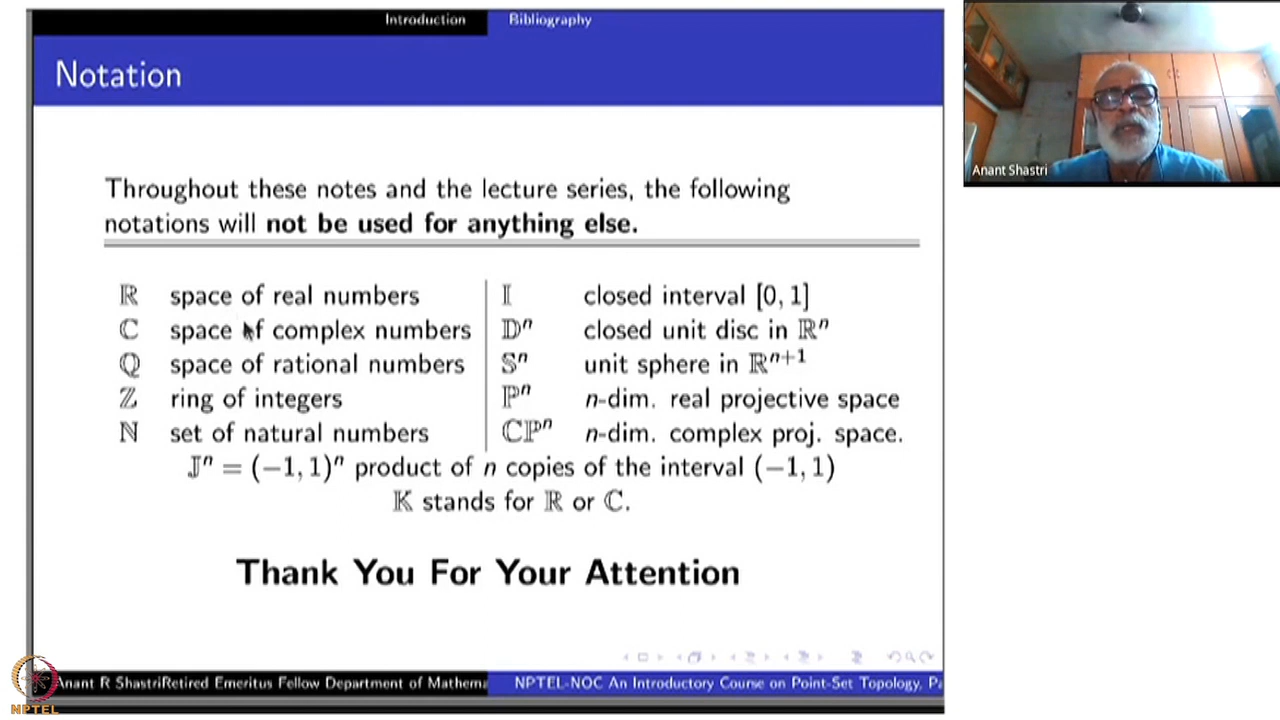 Introduction Bibliography
Notation
Anant Shastri
Throughout these notes and the lecture series, the following
notations will not be used for anything else.
ℝ space of real numbers 𝕀 closed interval [0, 1]
ℂ space of complex numbers 𝔻ⁿ closed unit disc in ℝⁿ
ℚ space of rational numbers 𝕊ⁿ unit sphere in ℝⁿ⁺¹
ℤ ring of integers ℙⁿ n-dim. real projective space
ℕ set of natural numbers ℂℙⁿ n-dim. complex proj. space.
𝕁ⁿ = (−1, 1)ⁿ product of n copies of the interval (−1, 1)
𝕂 stands for ℝ or ℂ.
Thank You For Your Attention
Anant R ShastriRetired Emeritus Fellow Department of Mathema NPTEL-NOC An Introductory Course on Point-Set Topology, Pa
NPTEL